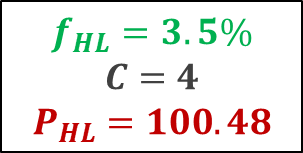 f_HL = 3.5%
C = 4
P_HL = 100.48